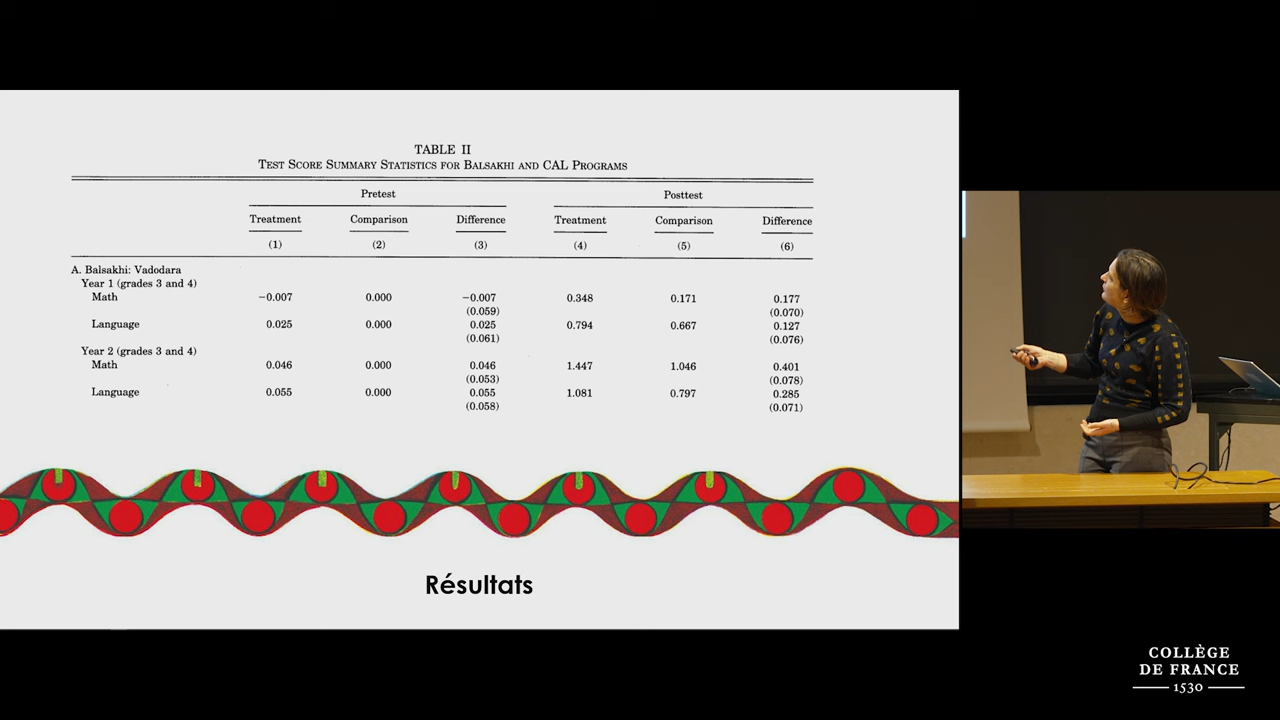 TABLE II
TEST SCORE SUMMARY STATISTICS FOR BALSAKHI AND CAL PROGRAMS
Pretest Posttest
Treatment Comparison Difference Treatment Comparison Difference
(1) (2) (3) (4) (5) (6)
A. Balsakhi: Vadodara
Year 1 (grades 3 and 4)
Math −0.007 0.000 −0.007 0.348 0.171 0.177
(0.059) (0.070)
Language 0.025 0.000 0.025 0.794 0.667 0.127
(0.061) (0.076)
Year 2 (grades 3 and 4)
Math 0.046 0.000 0.046 1.447 1.046 0.401
(0.053) (0.078)
Language 0.055 0.000 0.055 1.081 0.797 0.285
(0.058) (0.071)
Résultats
COLLÈGE
DE FRANCE
1530